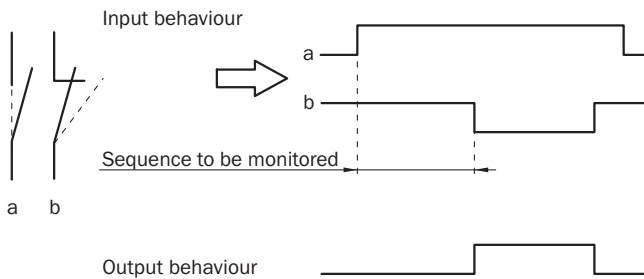 Input behaviour
a
b
Sequence to be monitored
a b
Output behaviour